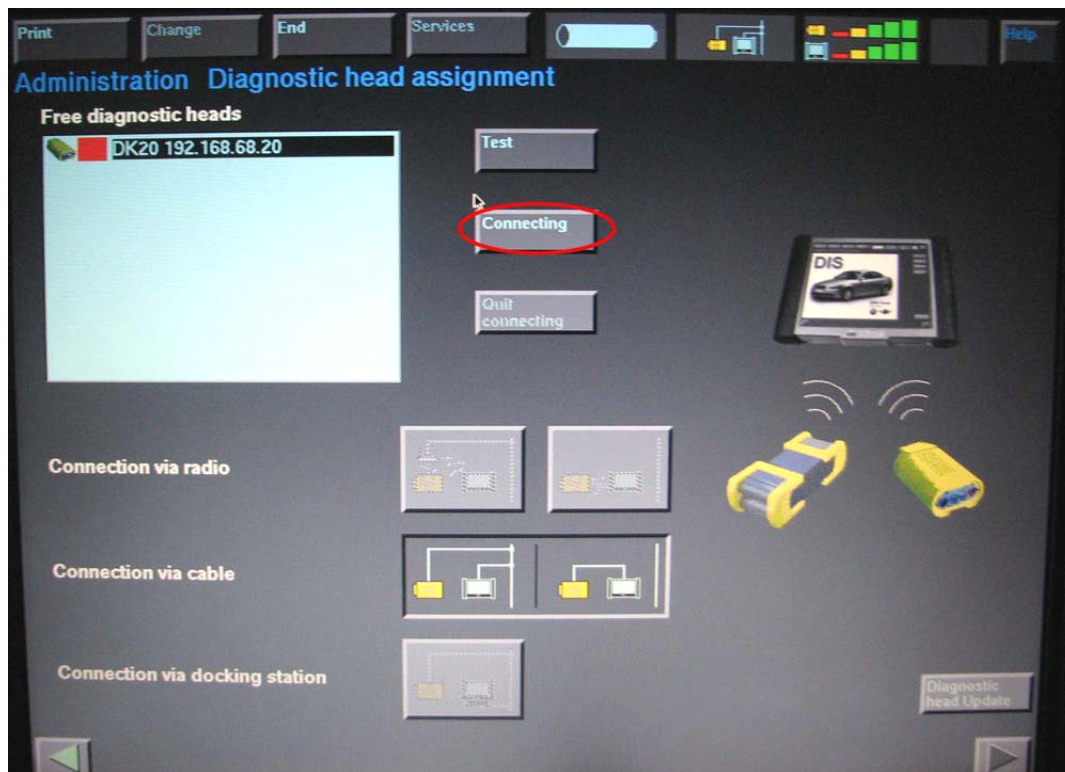 Print
Change
End
Services
Help
Administration Diagnostic head assignment
Free diagnostic heads
DK20 192.168.68.20
Test
Connecting
Quit
connecting
DIS
Connection via radio
Connection via cable
Connection via docking station
Diagnostic
head Update